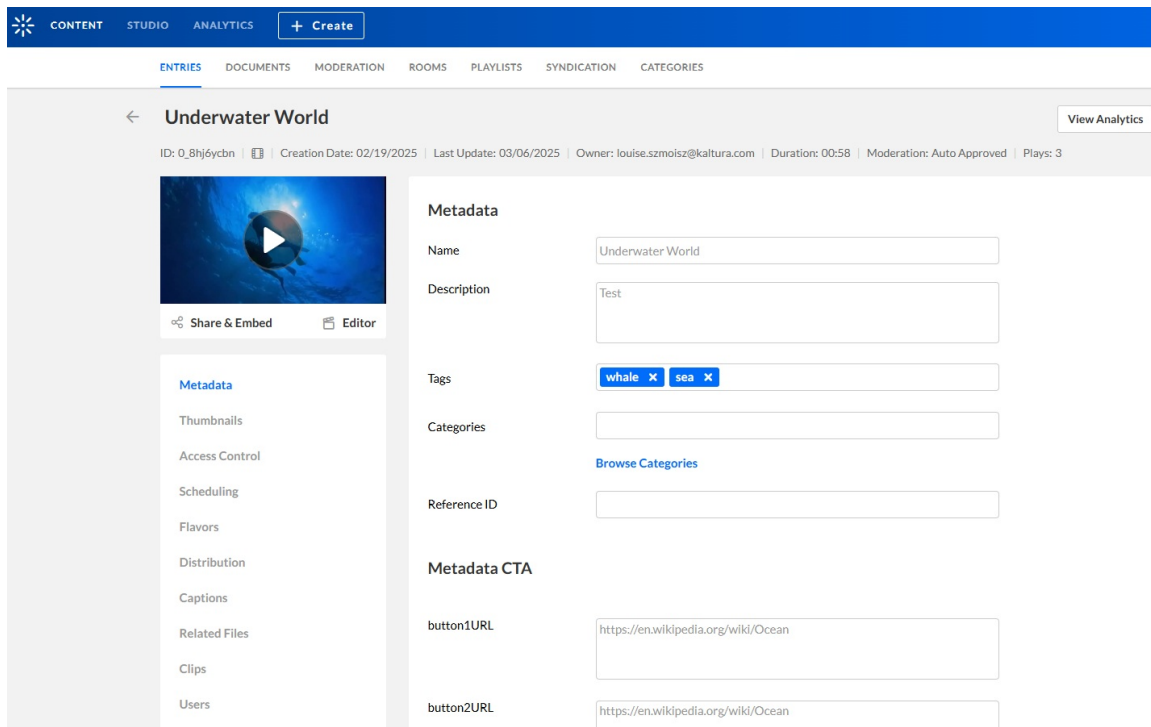 CONTENT STUDIO ANALYTICS + Create
ENTRIES DOCUMENTS MODERATION ROOMS PLAYLISTS SYNDICATION CATEGORIES
← Underwater World
View Analytics
ID: 0_8hj6ycbn | Creation Date: 02/19/2025 | Last Update: 03/06/2025 | Owner: louise.szmoisz@kaltura.com | Duration: 00:58 | Moderation: Auto Approved | Plays: 3
Share & Embed Editor
Metadata
Thumbnails
Access Control
Scheduling
Flavors
Distribution
Captions
Related Files
Clips
Users
Metadata
Name Underwater World
Description Test
Tags whale × sea ×
Categories
Browse Categories
Reference ID
Metadata CTA
button1URL https://en.wikipedia.org/wiki/Ocean
button2URL https://en.wikipedia.org/wiki/Ocean